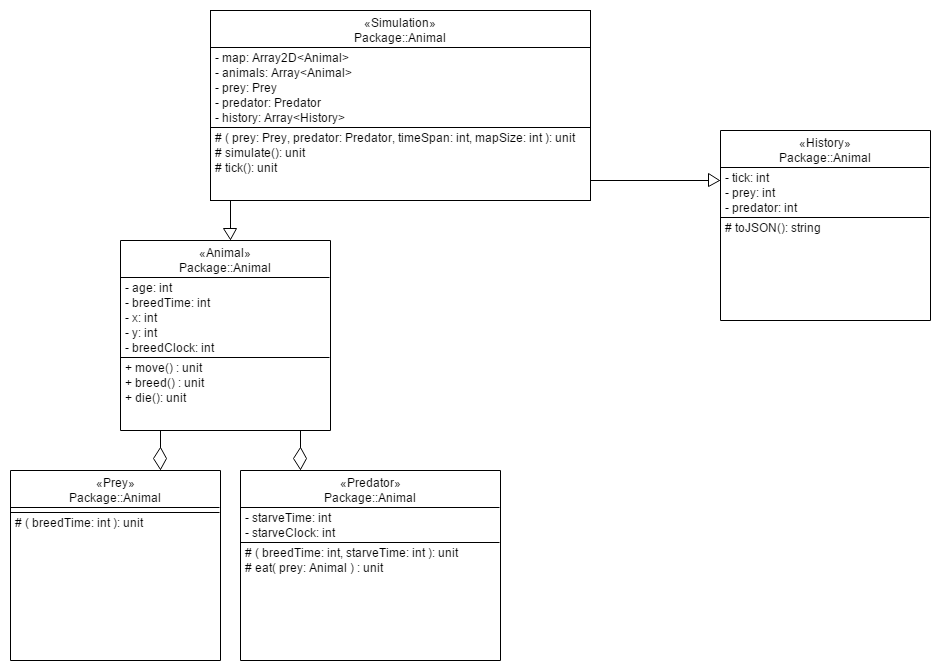 «Simulation»
Package::Animal
- map: Array2D<Animal>
- animals: Array<Animal>
- prey: Prey
- predator: Predator
- history: Array<History>
# ( prey: Prey, predator: Predator, timeSpan: int, mapSize: int ): unit
# simulate(): unit
# tick(): unit
«History»
Package::Animal
- tick: int
- prey: int
- predator: int
# toJSON(): string
«Animal»
Package::Animal
- age: int
- breedTime: int
- x: int
- y: int
- breedClock: int
+ move() : unit
+ breed() : unit
+ die(): unit
«Prey»
Package::Animal
# ( breedTime: int ): unit
«Predator»
Package::Animal
- starveTime: int
- starveClock: int
# ( breedTime: int, starveTime: int ): unit
# eat( prey: Animal ) : unit